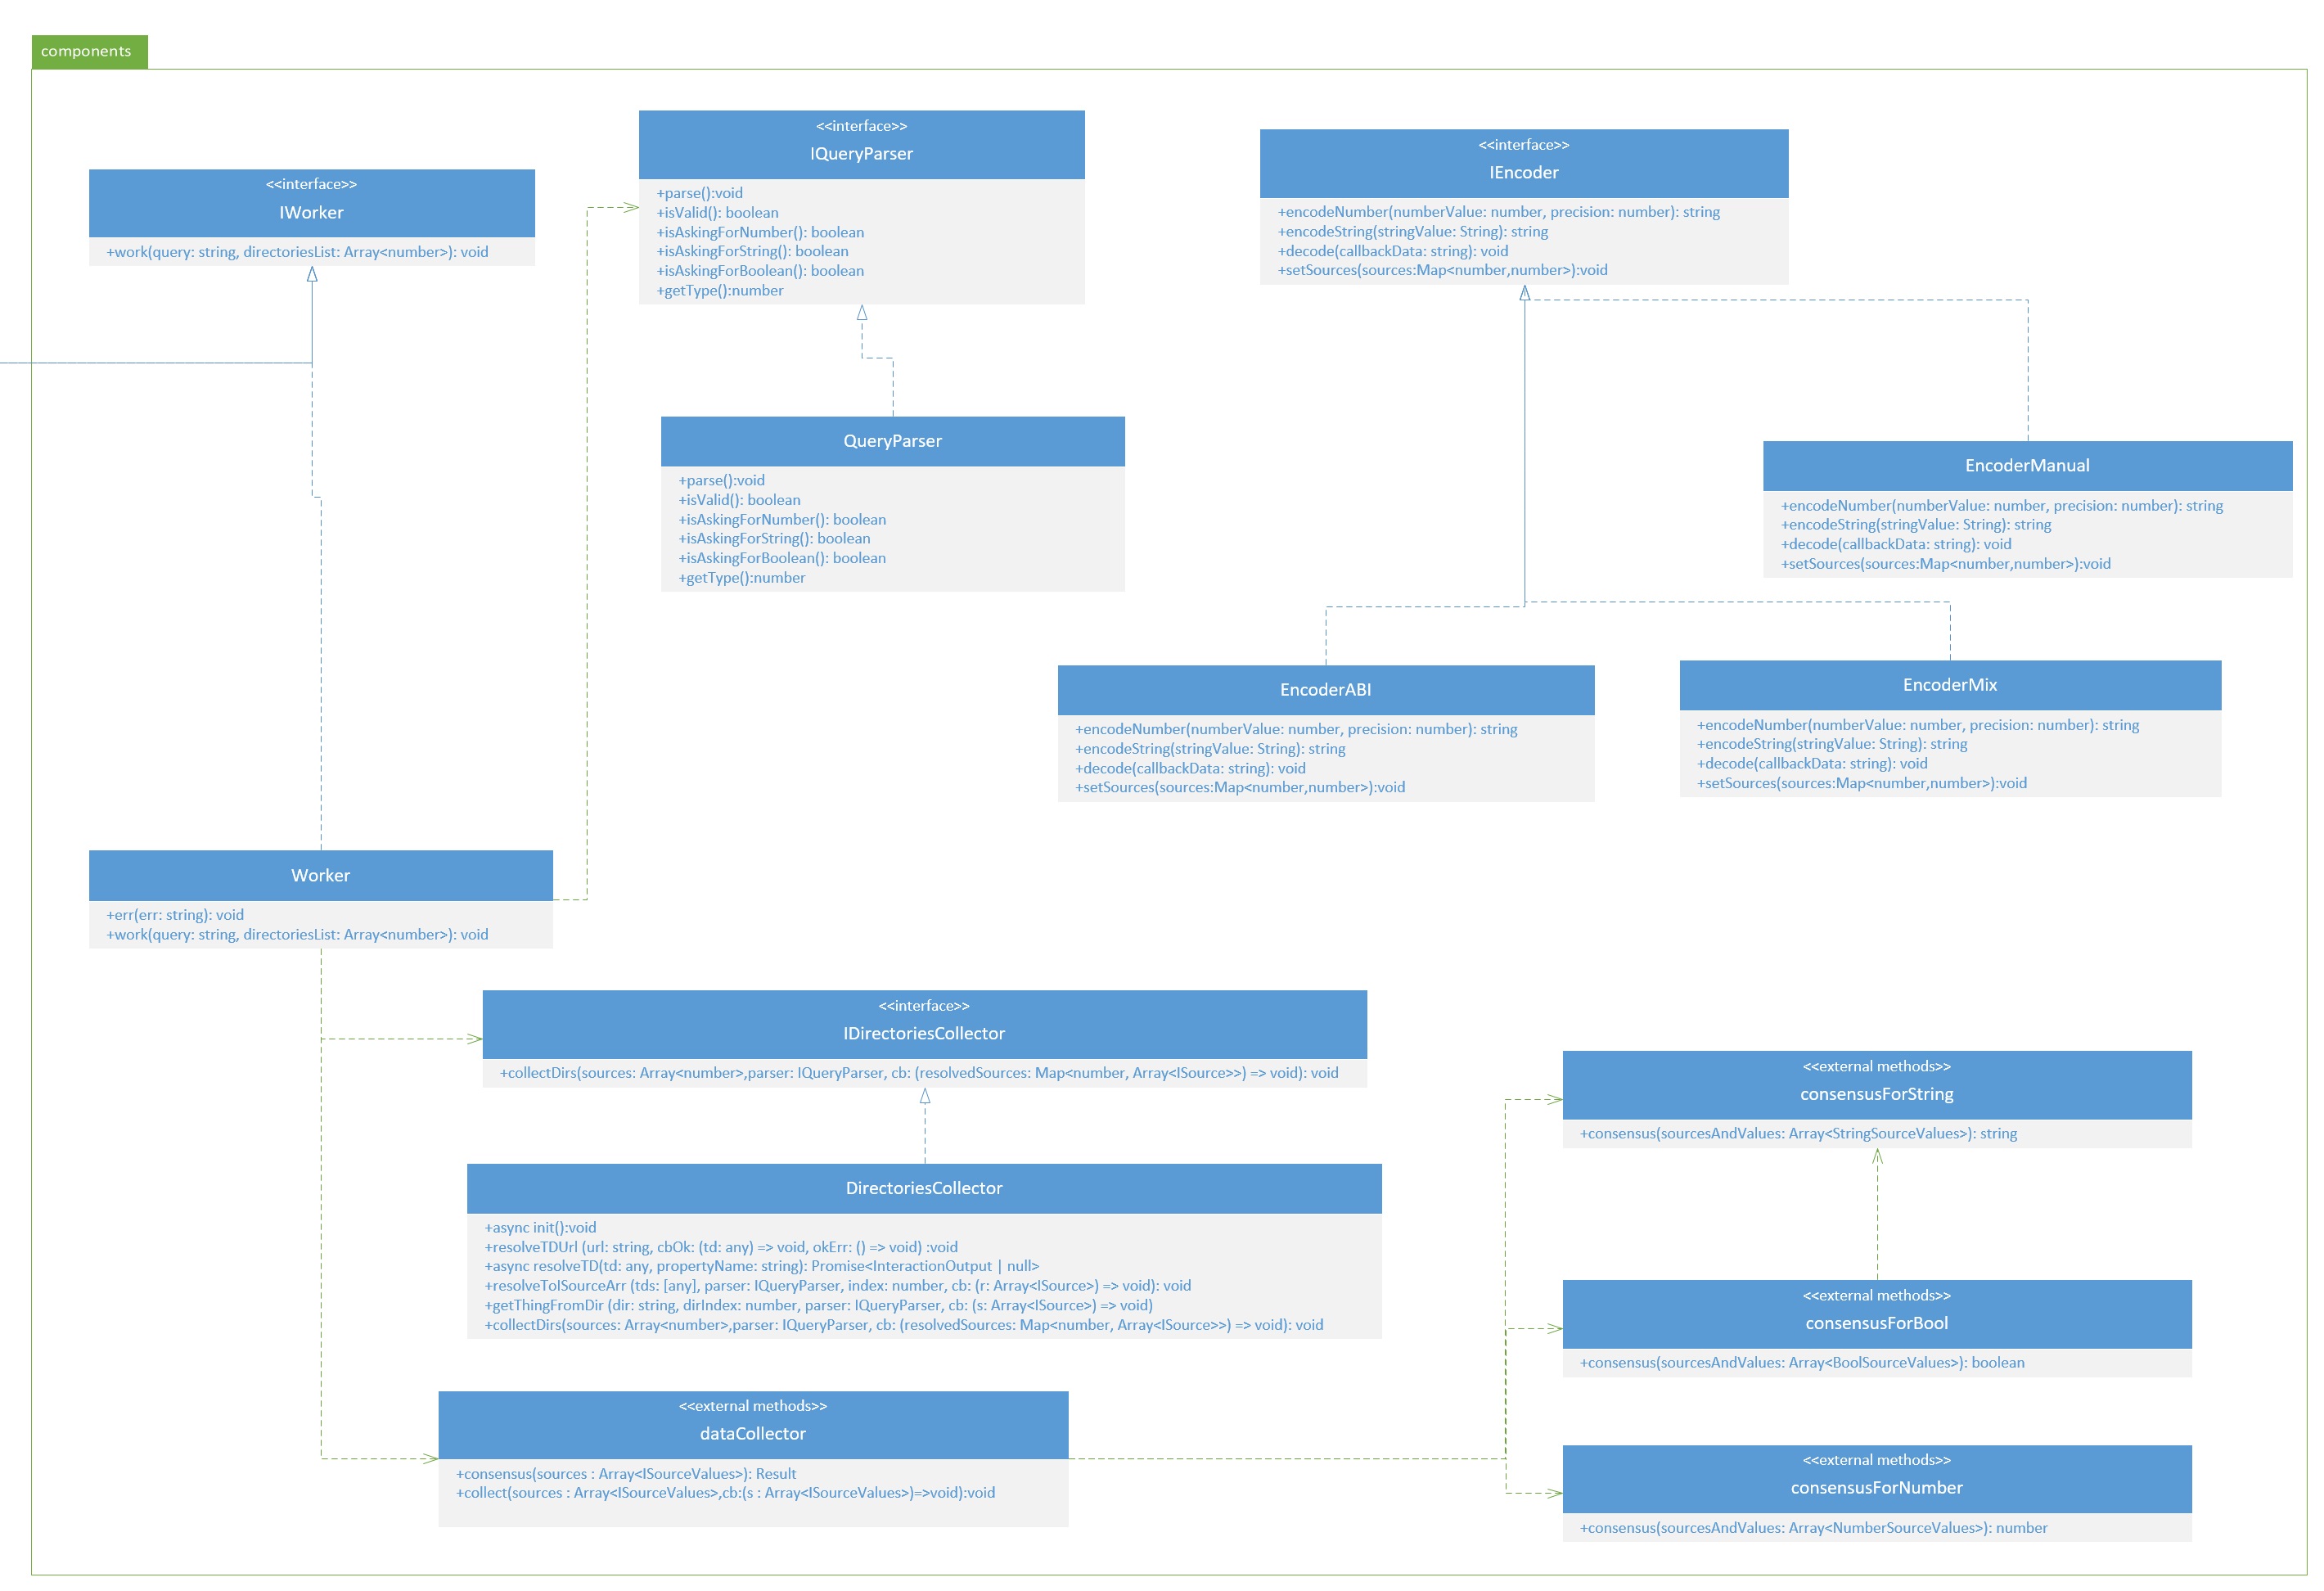 components
<<interface>>
IWorker
+work(query: string, directoriesList: Array<number>): void
<<interface>>
IQueryParser
+parse():void
+isValid(): boolean
+isAskingForNumber(): boolean
+isAskingForString(): boolean
+isAskingForBoolean(): boolean
+getType():number
<<interface>>
IEncoder
+encodeNumber(numberValue: number, precision: number): string
+encodeString(stringValue: String): string
+decode(callbackData: string): void
+setSources(sources:Map<number,number>):void
QueryParser
+parse():void
+isValid(): boolean
+isAskingForNumber(): boolean
+isAskingForString(): boolean
+isAskingForBoolean(): boolean
+getType():number
EncoderManual
+encodeNumber(numberValue: number, precision: number): string
+encodeString(stringValue: String): string
+decode(callbackData: string): void
+setSources(sources:Map<number,number>):void
EncoderABI
+encodeNumber(numberValue: number, precision: number): string
+encodeString(stringValue: String): string
+decode(callbackData: string): void
+setSources(sources:Map<number,number>):void
EncoderMix
+encodeNumber(numberValue: number, precision: number): string
+encodeString(stringValue: String): string
+decode(callbackData: string): void
+setSources(sources:Map<number,number>):void
Worker
+err(err: string): void
+work(query: string, directoriesList: Array<number>): void
<<interface>>
IDirectoriesCollector
+collectDirs(sources: Array<number>,parser: IQueryParser, cb: (resolvedSources: Map<number, Array<ISource>>) => void): void
DirectoriesCollector
+async init():void
+resolveTDUrl (url: string, cbOk: (td: any) => void, okErr: () => void) :void
+async resolveTD(td: any, propertyName: string): Promise<InteractionOutput | null>
+resolveToISourceArr (tds: [any], parser: IQueryParser, index: number, cb: (r: Array<ISource>) => void): void
+getThingFromDir (dir: string, dirIndex: number, parser: IQueryParser, cb: (s: Array<ISource>) => void)
+collectDirs(sources: Array<number>,parser: IQueryParser, cb: (resolvedSources: Map<number, Array<ISource>>) => void): void
<<external methods>>
dataCollector
+consensus(sources : Array<ISourceValues>): Result
+collect(sources : Array<ISourceValues>,cb:(s : Array<ISourceValues>)=>void):void
<<external methods>>
consensusForString
+consensus(sourcesAndValues: Array<StringSourceValues>): string
<<external methods>>
consensusForBool
+consensus(sourcesAndValues: Array<BoolSourceValues>): boolean
<<external methods>>
consensusForNumber
+consensus(sourcesAndValues: Array<NumberSourceValues>): number